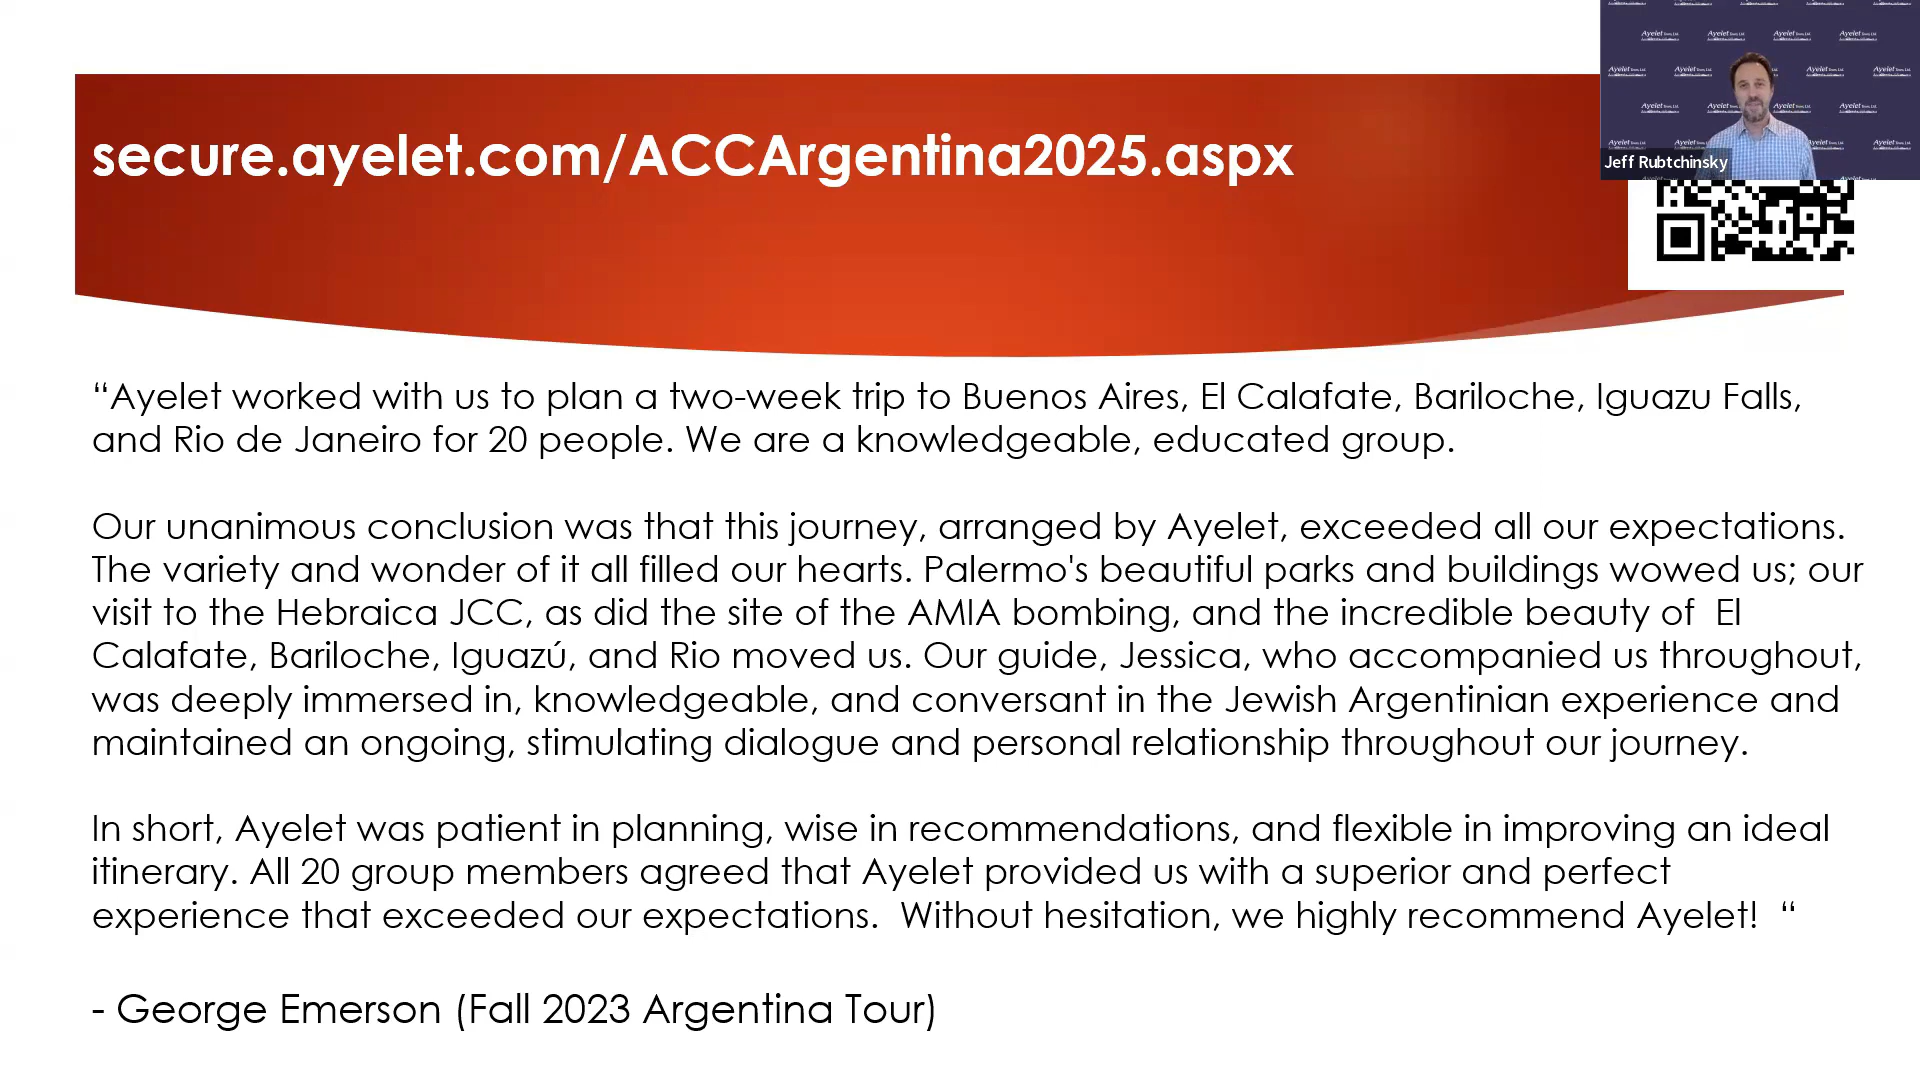 secure.ayelet.com/ACCArgentina2025.aspx
Jeff Rubtchinsky
“Ayelet worked with us to plan a two-week trip to Buenos Aires, El Calafate, Bariloche, Iguazu Falls,
and Rio de Janeiro for 20 people. We are a knowledgeable, educated group.
Our unanimous conclusion was that this journey, arranged by Ayelet, exceeded all our expectations.
The variety and wonder of it all filled our hearts. Palermo's beautiful parks and buildings wowed us; our
visit to the Hebraica JCC, as did the site of the AMIA bombing, and the incredible beauty of  El
Calafate, Bariloche, Iguazú, and Rio moved us. Our guide, Jessica, who accompanied us throughout,
was deeply immersed in, knowledgeable, and conversant in the Jewish Argentinian experience and
maintained an ongoing, stimulating dialogue and personal relationship throughout our journey.
In short, Ayelet was patient in planning, wise in recommendations, and flexible in improving an ideal
itinerary. All 20 group members agreed that Ayelet provided us with a superior and perfect
experience that exceeded our expectations.  Without hesitation, we highly recommend Ayelet!  “
- George Emerson (Fall 2023 Argentina Tour)